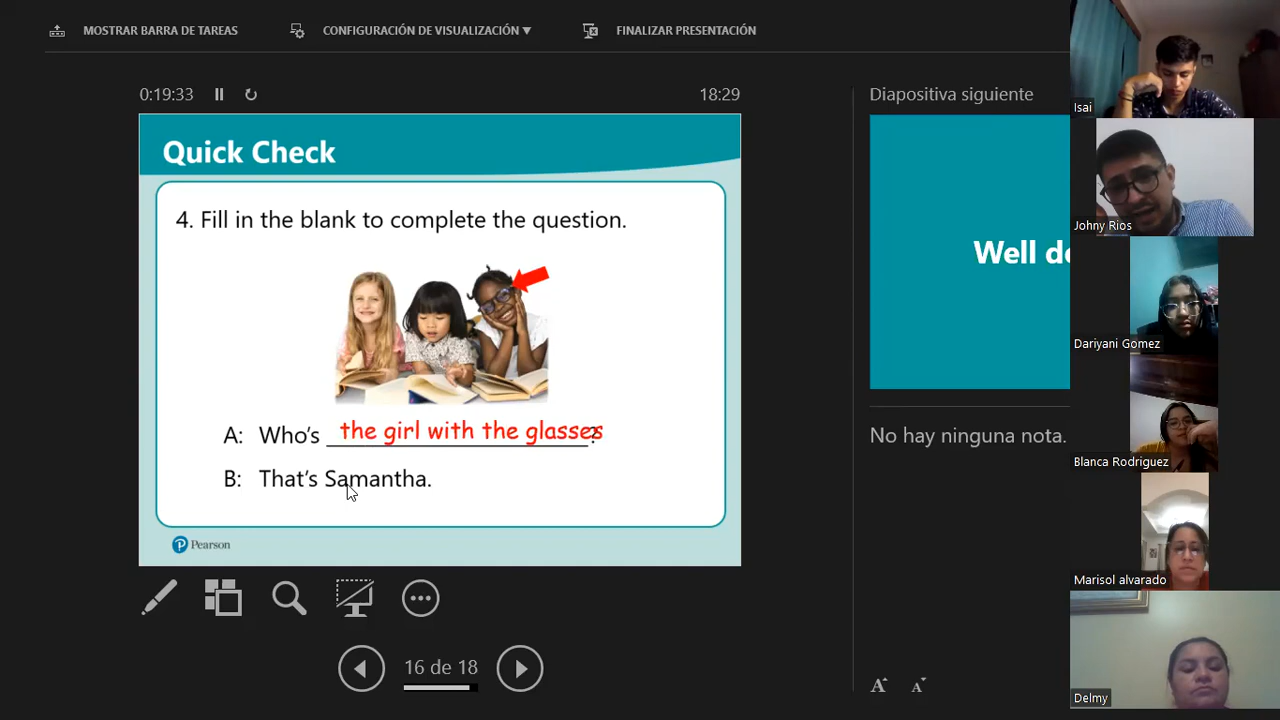 MOSTRAR BARRA DE TAREAS
CONFIGURACIÓN DE VISUALIZACIÓN ▼
FINALIZAR PRESENTACIÓN
0:19:33
18:29
Diapositiva siguiente
Quick Check
4. Fill in the blank to complete the question.
A: Who's the girl with the glasses?
B: That's Samantha.
P Pearson
Well do
No hay ninguna nota.
16 de 18
A A
Isai
Johny Rios
Dariyani Gomez
Blanca Rodriguez
Marisol alvarado
Delmy